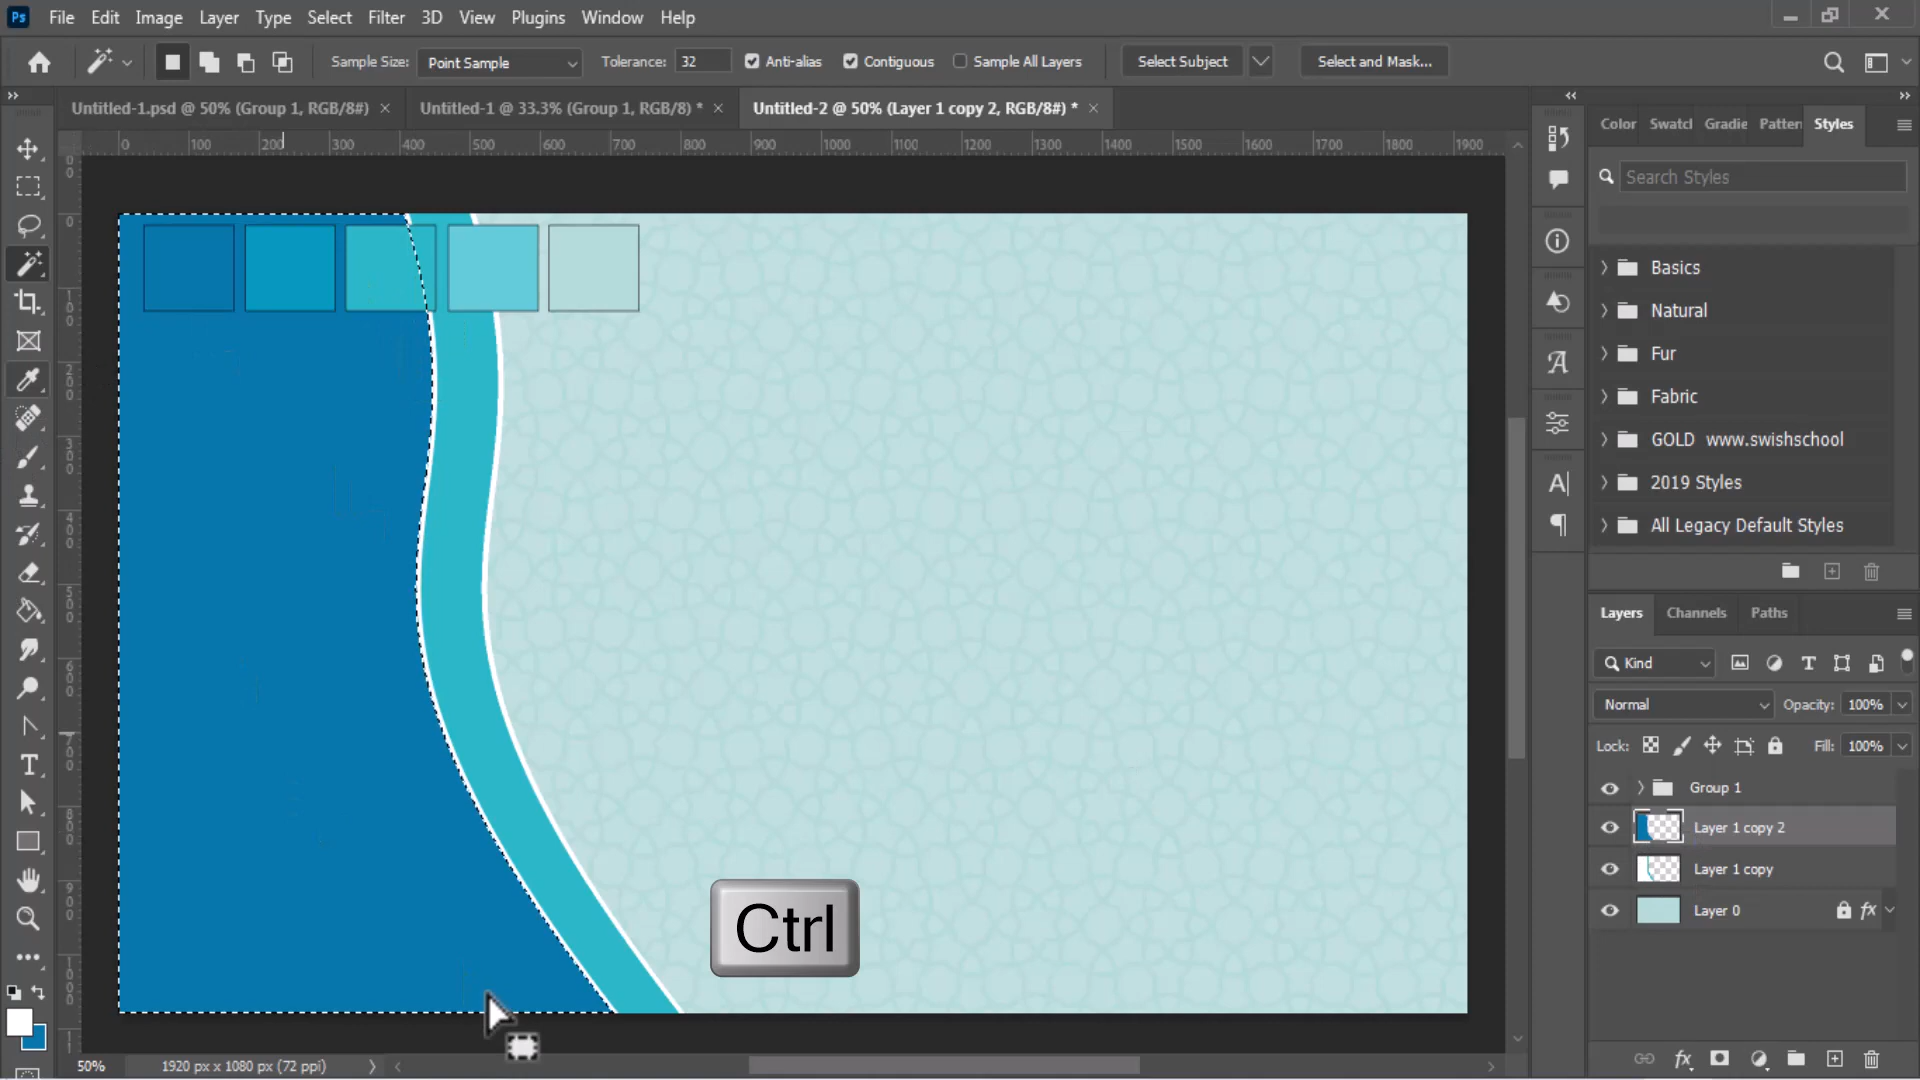 Ps File Edit Image Layer Type Select Filter 3D View Plugins Window Help
Sample Size: Point Sample Tolerance: 32 Anti-alias Contiguous Sample All Layers Select Subject Select and Mask...
Untitled-1.psd @ 50% (Group 1, RGB/8#) × Untitled-1 @ 33.3% (Group 1, RGB/8) * × Untitled-2 @ 50% (Layer 1 copy 2, RGB/8#) * ×
0 100 200 300 400 500 600 700 800 900 1000 1100 1200 1300 1400 1500 1600 1700 1800 1900
Color Swatcl Gradie Patter Styles
Search Styles
Basics
Natural
Fur
Fabric
GOLD www.swishschool
2019 Styles
All Legacy Default Styles
Layers Channels Paths
Kind
Normal Opacity: 100%
Lock: Fill: 100%
Group 1
Layer 1 copy 2
Layer 1 copy
Layer 0 fx
Ctrl
50% 1920 px x 1080 px (72 ppi)
fx